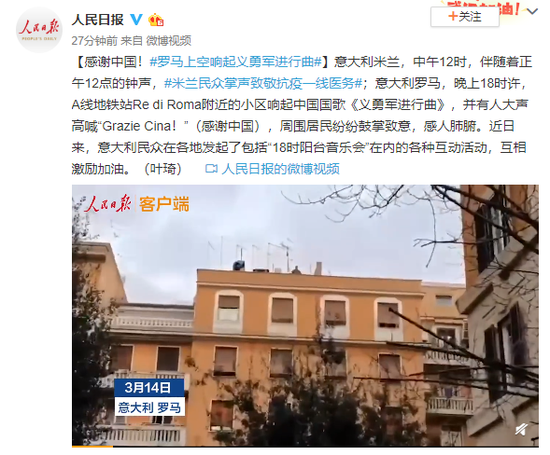 人民日报
人民日报
PEOPLE'S DAILY
+关注
27分钟前 来自 微博视频
【感谢中国！#罗马上空响起义勇军进行曲#】意大利米兰，中午12时，伴随着正
午12点的钟声，#米兰民众掌声致敬抗疫一线医务#；意大利罗马，晚上18时许，
A线地铁站Re di Roma附近的小区响起中国国歌《义勇军进行曲》，并有人大声
高喊“Grazie Cina！”（感谢中国），周围居民纷纷鼓掌致意，感人肺腑。近日
来，意大利民众在各地发起了包括“18时阳台音乐会”在内的各种互动活动，互相
激励加油。（叶琦） 人民日报的微博视频
人民日报 客户端
3月14日
意大利 罗马